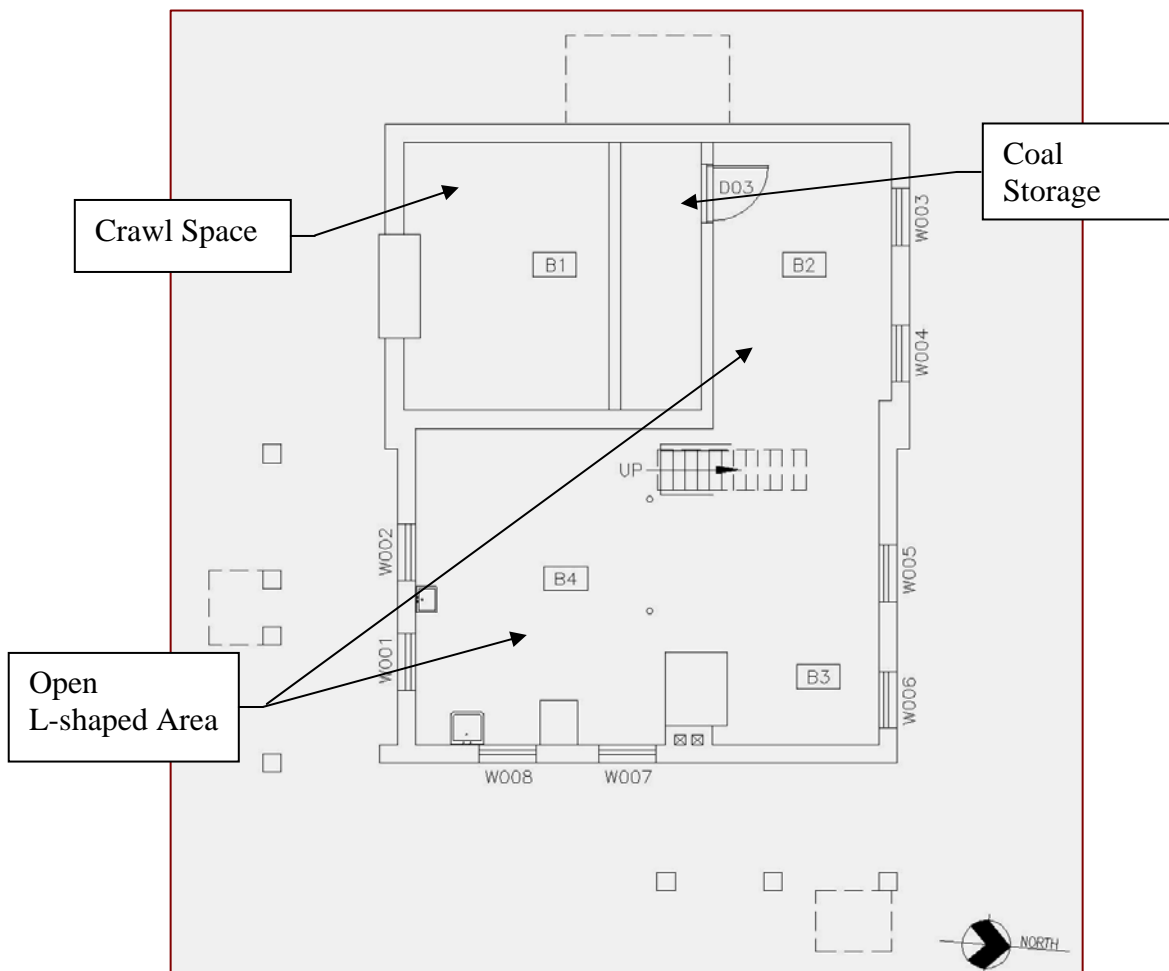 Coal
Storage
D03
W003
Crawl Space
B1
B2
W004
UP
W002
W005
B4
W001
B3
W006
Open
L-shaped Area
W008
W007
NORTH